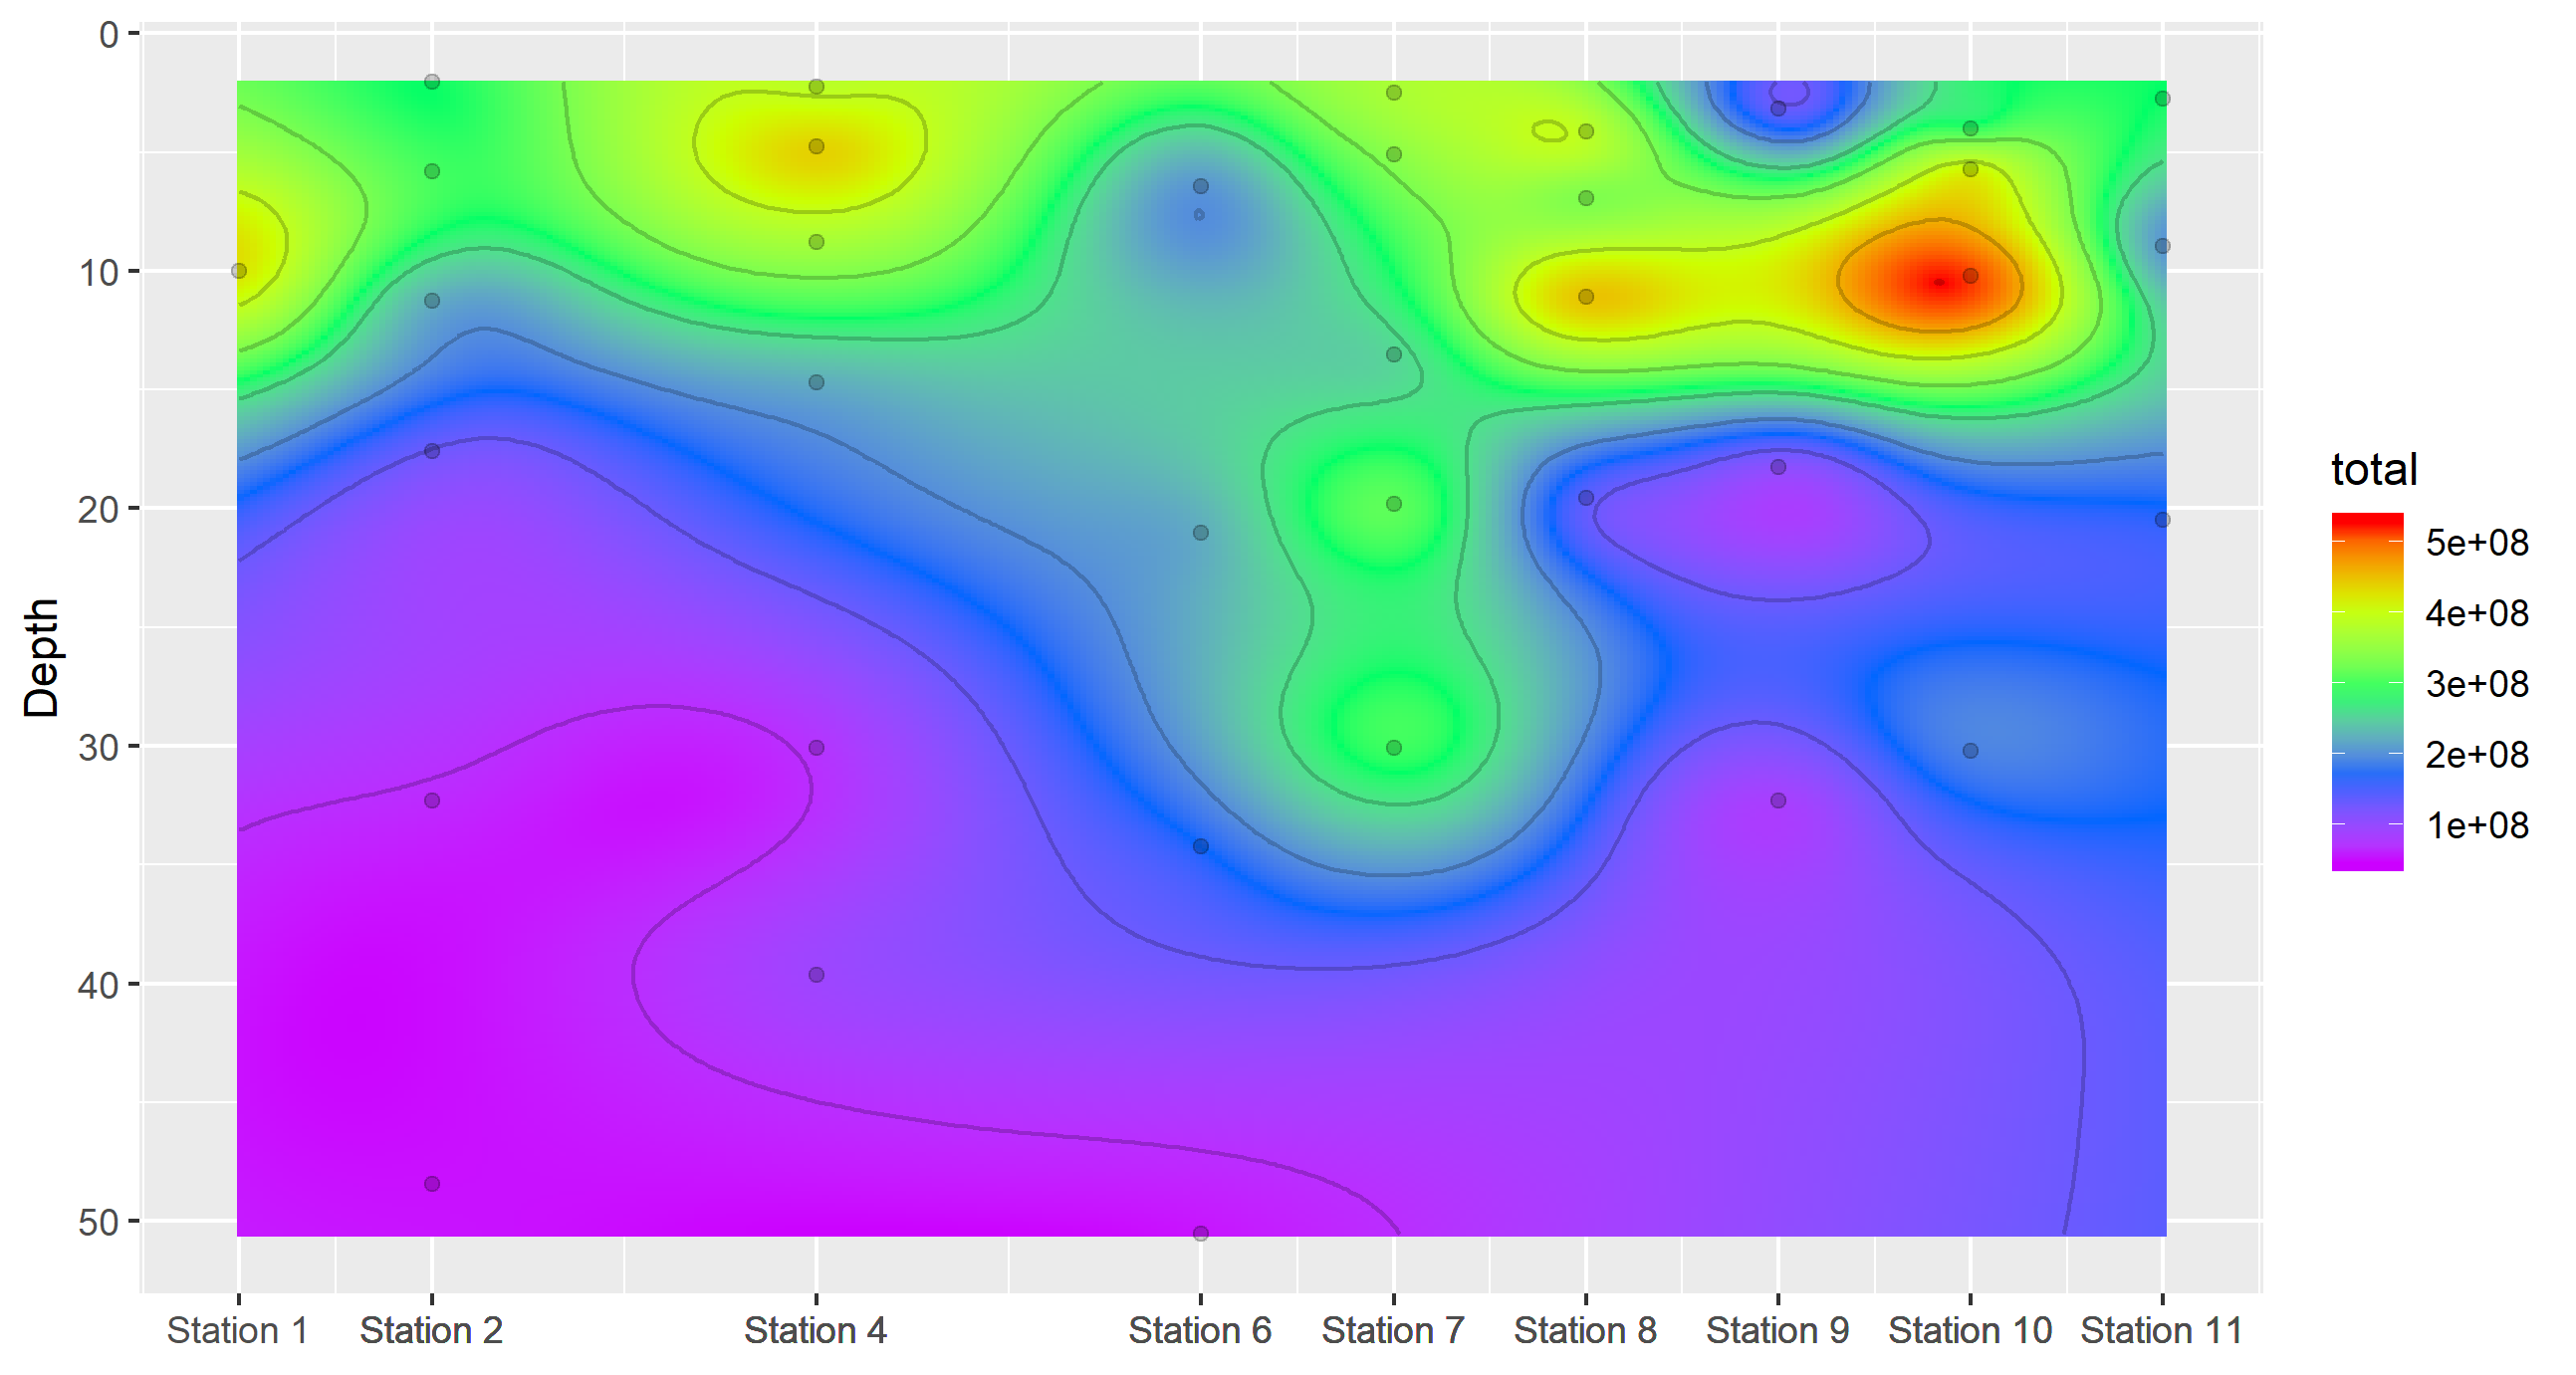 0
10
20
30
40
50
Depth
Station 1
Station 2
Station 4
Station 6
Station 7
Station 8
Station 9
Station 10
Station 11
total
5e+08
4e+08
3e+08
2e+08
1e+08